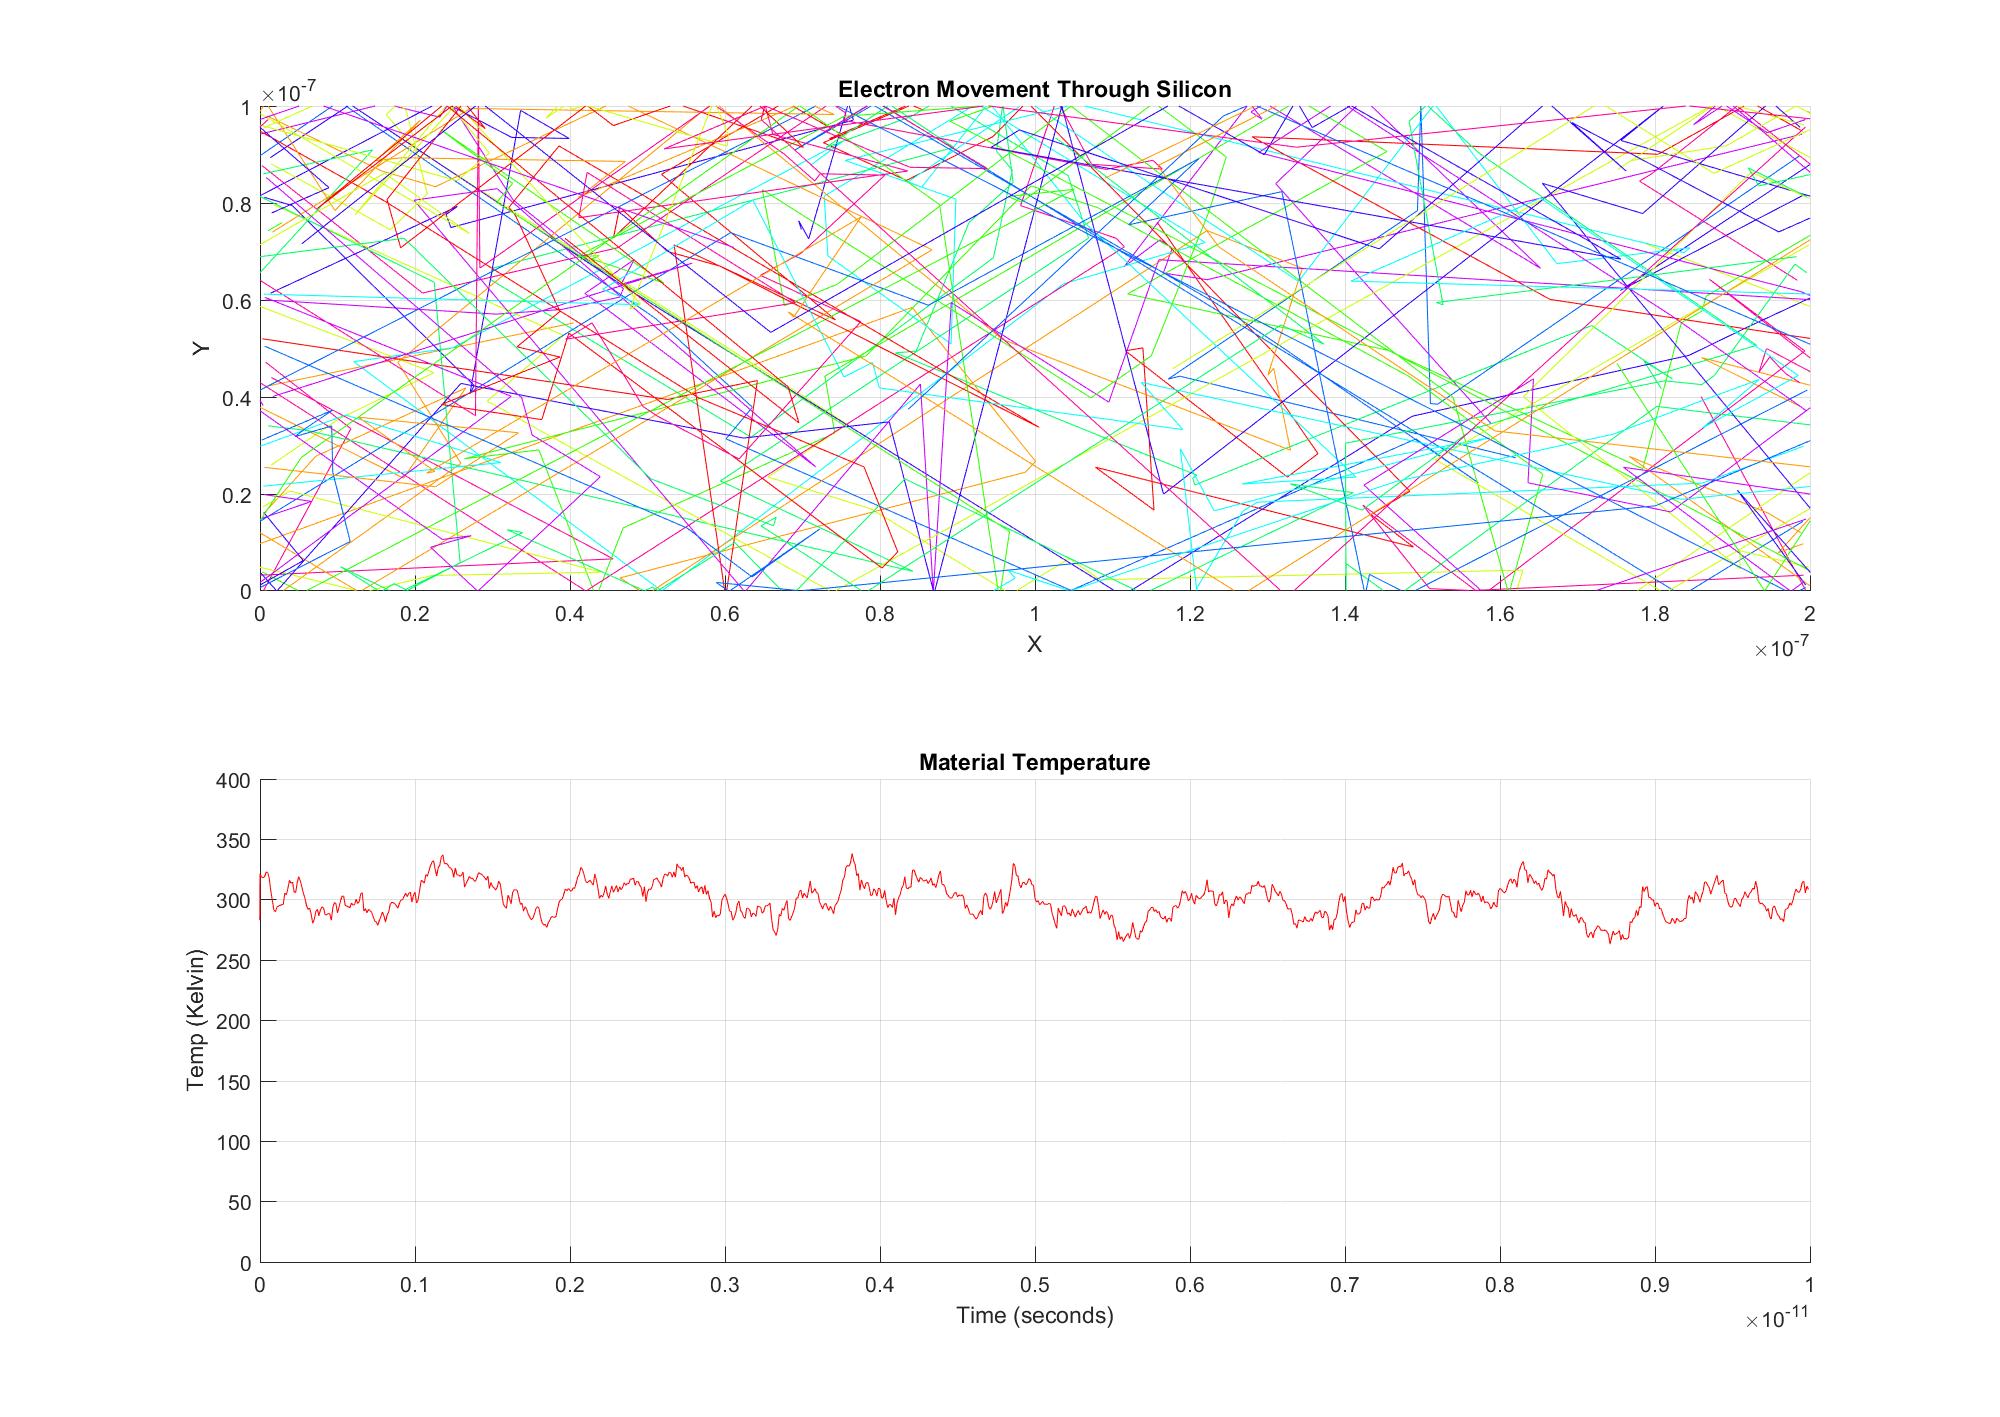 Electron Movement Through Silicon
×10-7
1
0.8
0.6
0.4
0.2
0
Y
0 0.2 0.4 0.6 0.8 1 1.2 1.4 1.6 1.8 2
X
×10-7
Material Temperature
400
350
300
250
200
150
100
50
0
Temp (Kelvin)
0 0.1 0.2 0.3 0.4 0.5 0.6 0.7 0.8 0.9 1
Time (seconds)
×10-11